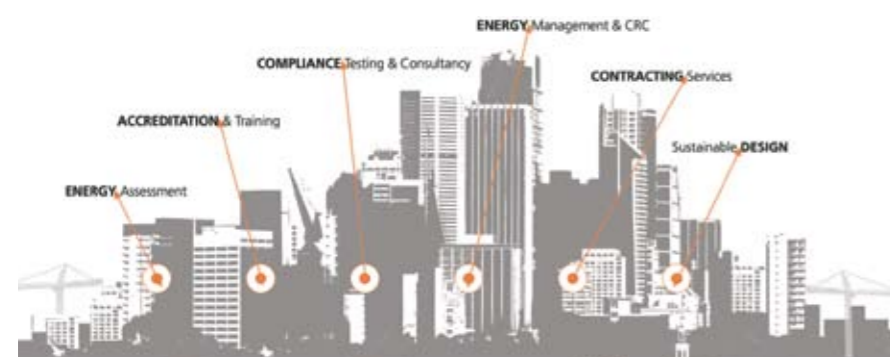 ENERGY Management & CRC
COMPLIANCE Testing & Consultancy
CONTRACTING Services
ACCREDITATION & Training
Sustainable DESIGN
ENERGY Assessment